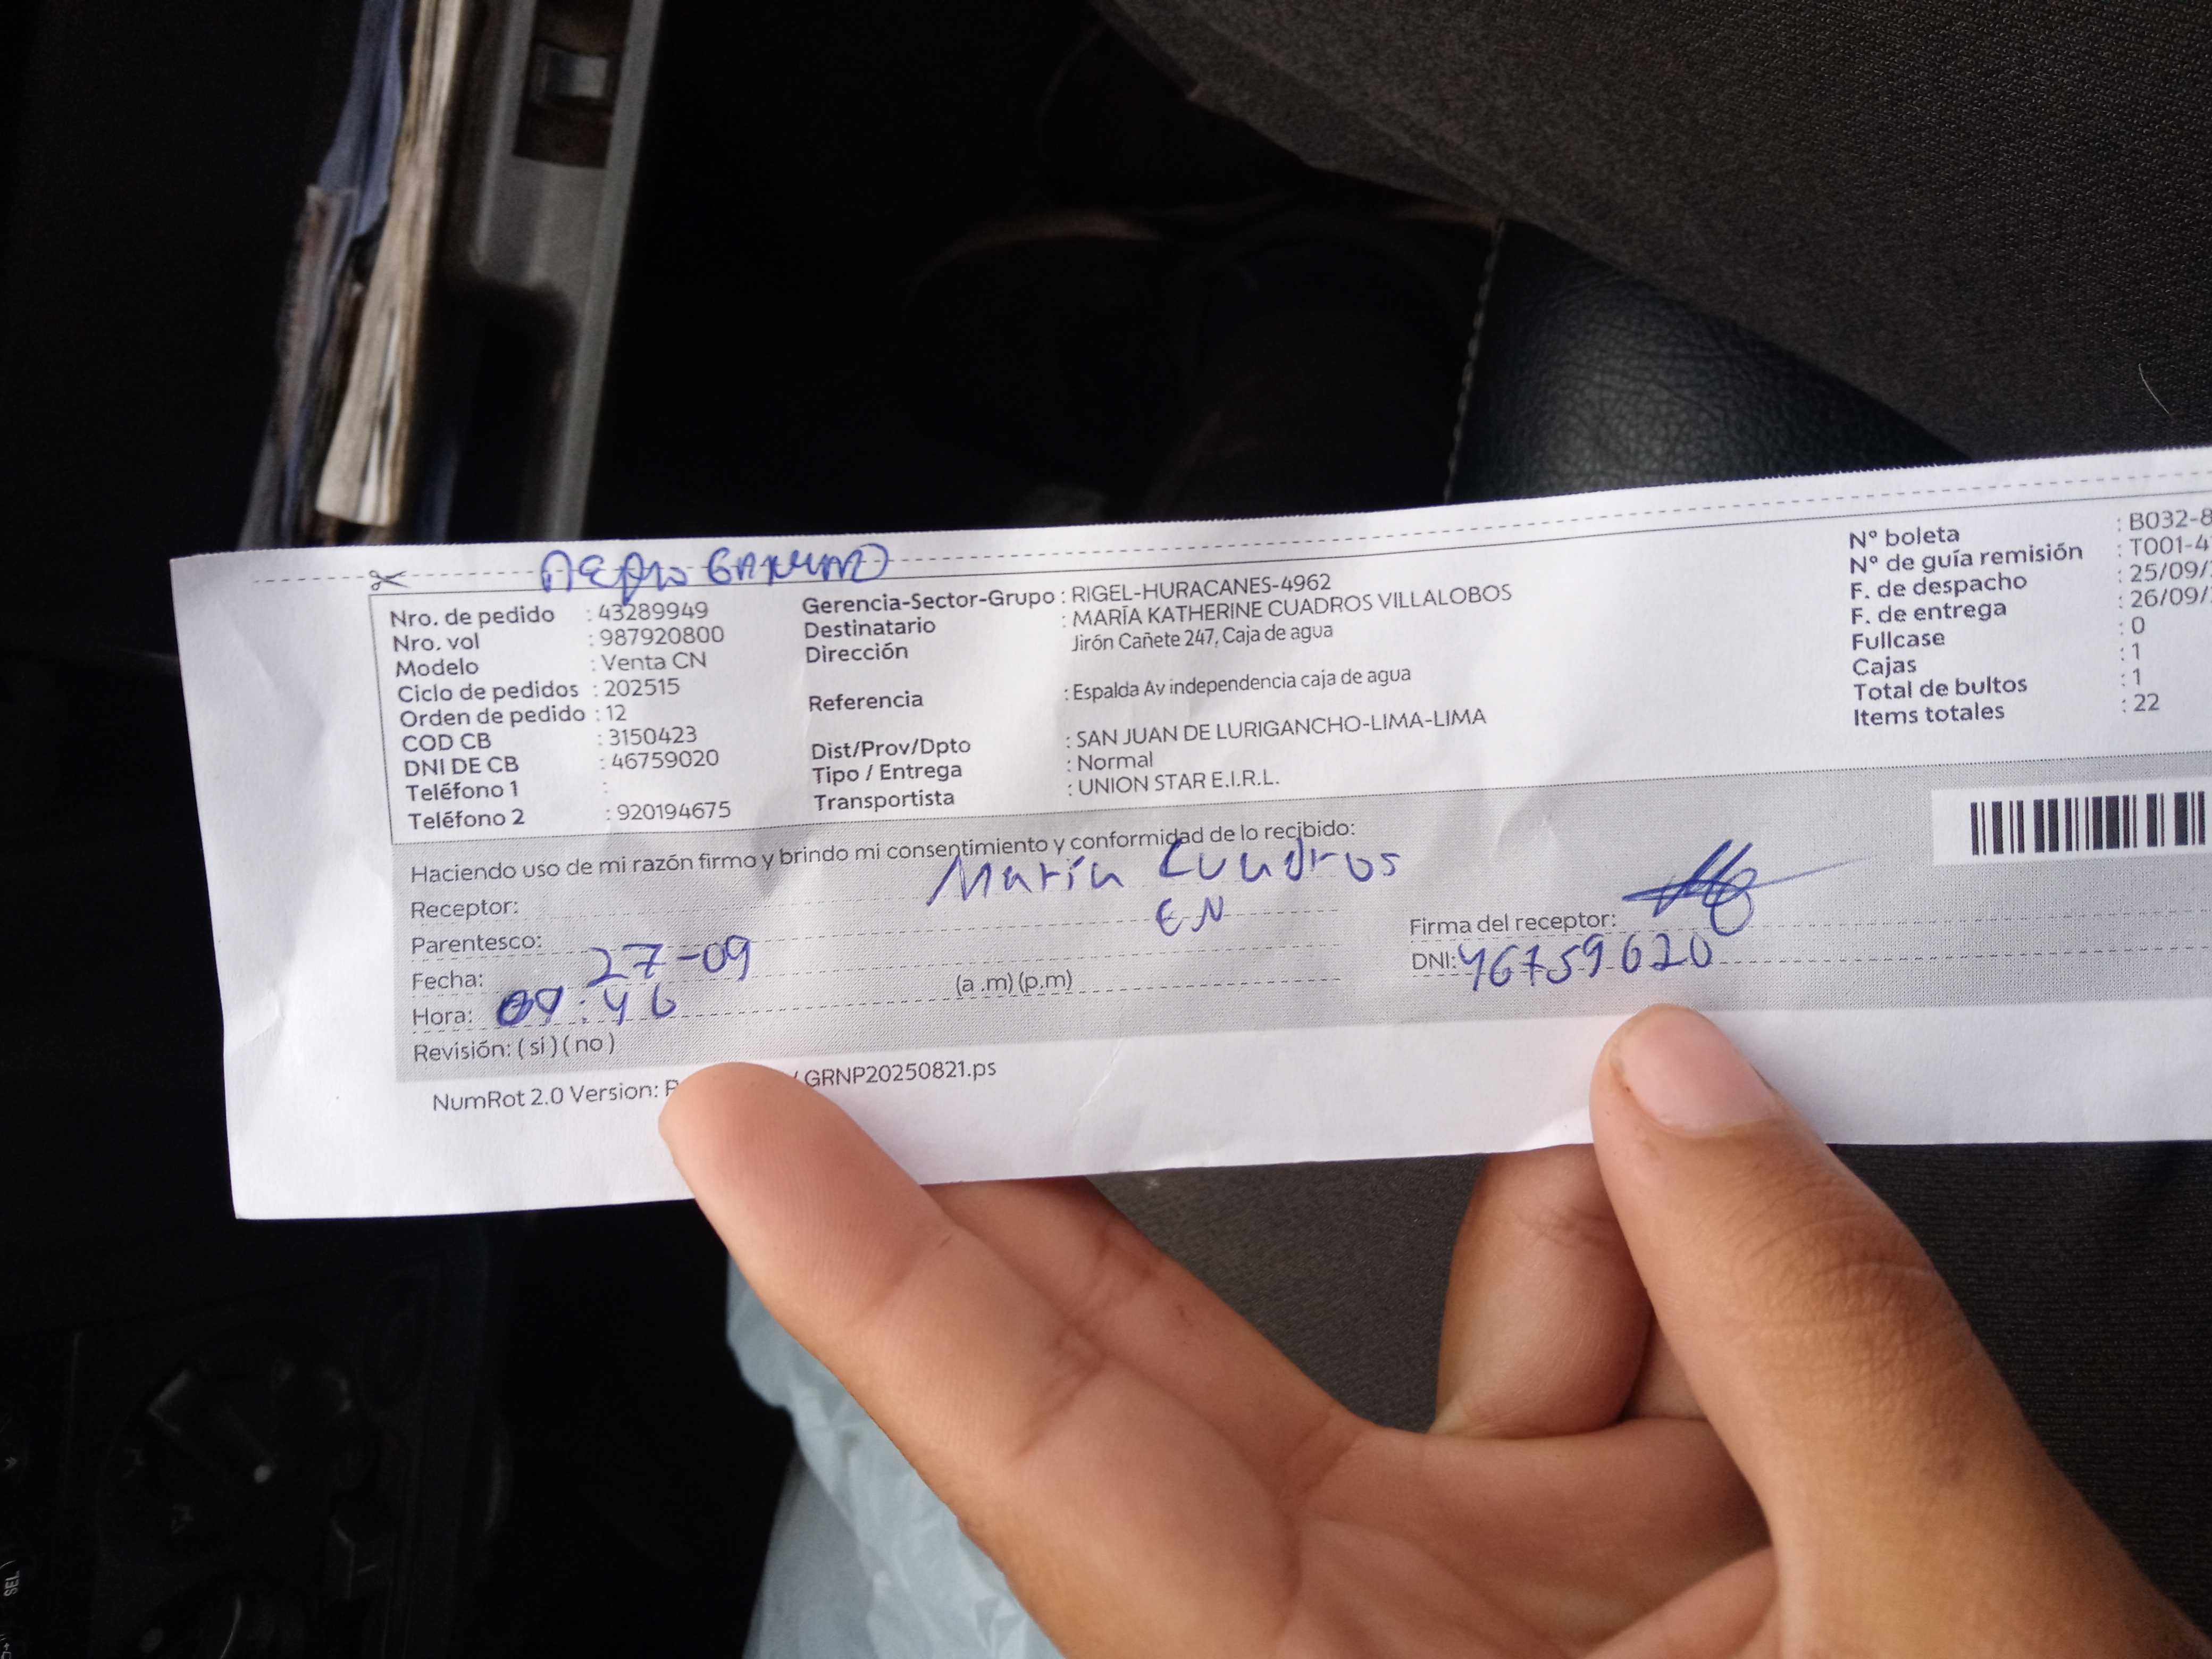 Nro. de pedido : 43289949
Nro. vol : 987920800
Modelo : Venta CN
Ciclo de pedidos : 202515
Orden de pedido : 12
COD CB : 3150423
DNI DE CB : 46759020
Teléfono 1 :
Teléfono 2 : 920194675
Gerencia-Sector-Grupo : RIGEL-HURACANES-4962
Destinatario : MARÍA KATHERINE CUADROS VILLALOBOS
Dirección Jirón Cañete 247, Caja de agua
Referencia : Espalda Av independencia caja de agua
Dist/Prov/Dpto : SAN JUAN DE LURIGANCHO-LIMA-LIMA
Tipo / Entrega : Normal
Transportista : UNION STAR E.I.R.L.
N° boleta : B032-8
N° de guía remisión : T001-4
F. de despacho : 25/09/
F. de entrega : 26/09/
Fullcase : 0
Cajas : 1
Total de bultos : 1
Items totales : 22
Haciendo uso de mi razón firmo y brindo mi consentimiento y conformidad de lo recibido:
Receptor: María Cuadros
Parentesco: EN
Fecha: 27-09
Hora: 09:46 (a .m) (p.m)
Revisión: ( si ) ( no )
Firma del receptor:
DNI: 46759620
NumRot 2.0 Version: GRNP20250821.ps
SEL